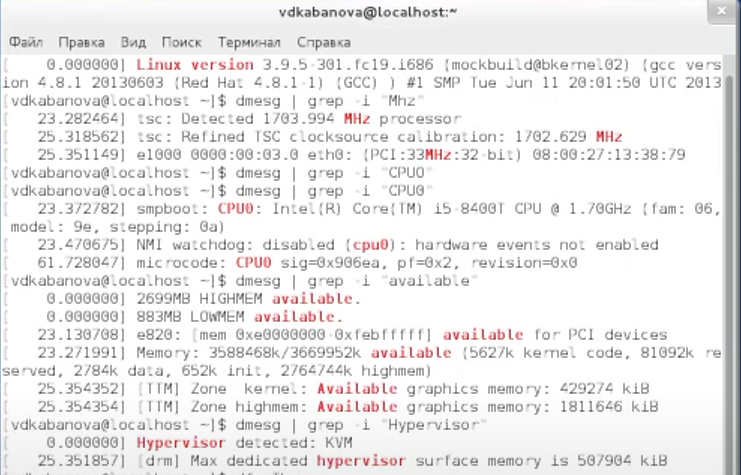 vdkabanova@localhost:~
Файл Правка Вид Поиск Терминал Справка
[    0.000000] Linux version 3.9.5-301.fc19.i686 (mockbuild@bkernel02) (gcc vers
ion 4.8.1 20130603 (Red Hat 4.8.1-1) (GCC) ) #1 SMP Tue Jun 11 20:01:50 UTC 2013
[vdkabanova@localhost ~]$ dmesg | grep -i "Mhz"
[   23.282464] tsc: Detected 1703.994 MHz processor
[   25.318562] tsc: Refined TSC clocksource calibration: 1702.629 MHz
[   25.351149] e1000 0000:00:03.0 eth0: (PCI:33MHz:32-bit) 08:00:27:13:38:79
[vdkabanova@localhost ~]$ dmesg | grep -i "CPUO"
[vdkabanova@localhost ~]$ dmesg | grep -i "CPU0"
[   23.372782] smpboot: CPU0: Intel(R) Core(TM) i5-8400T CPU @ 1.70GHz (fam: 06,
model: 9e, stepping: 0a)
[   23.470675] NMI watchdog: disabled (cpu0): hardware events not enabled
[   61.728047] microcode: CPU0 sig=0x906ea, pf=0x2, revision=0x0
[vdkabanova@localhost ~]$ dmesg | grep -i "available"
[    0.000000] 2699MB HIGHMEM available.
[    0.000000] 883MB LOWMEM available.
[   23.130708] e820: [mem 0xe0000000-0xfebfffff] available for PCI devices
[   23.271991] Memory: 3588468k/3669952k available (5627k kernel code, 81092k re
served, 2784k data, 652k init, 2764744k highmem)
[   25.354352] [TTM] Zone  kernel: Available graphics memory: 429274 kiB
[   25.354354] [TTM] Zone highmem: Available graphics memory: 1811646 kiB
[vdkabanova@localhost ~]$ dmesg | grep -i "Hypervisor"
[    0.000000] Hypervisor detected: KVM
[   25.351857] [drm] Max dedicated hypervisor surface memory is 507904 kiB